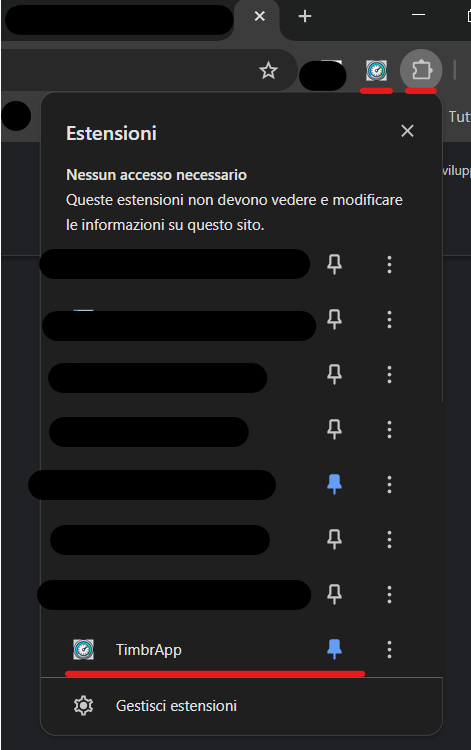 Tut
Estensioni
vilupp
Nessun accesso necessario
Queste estensioni non devono vedere e modificare
le informazioni su questo sito.
TimbrApp
Gestisci estensioni